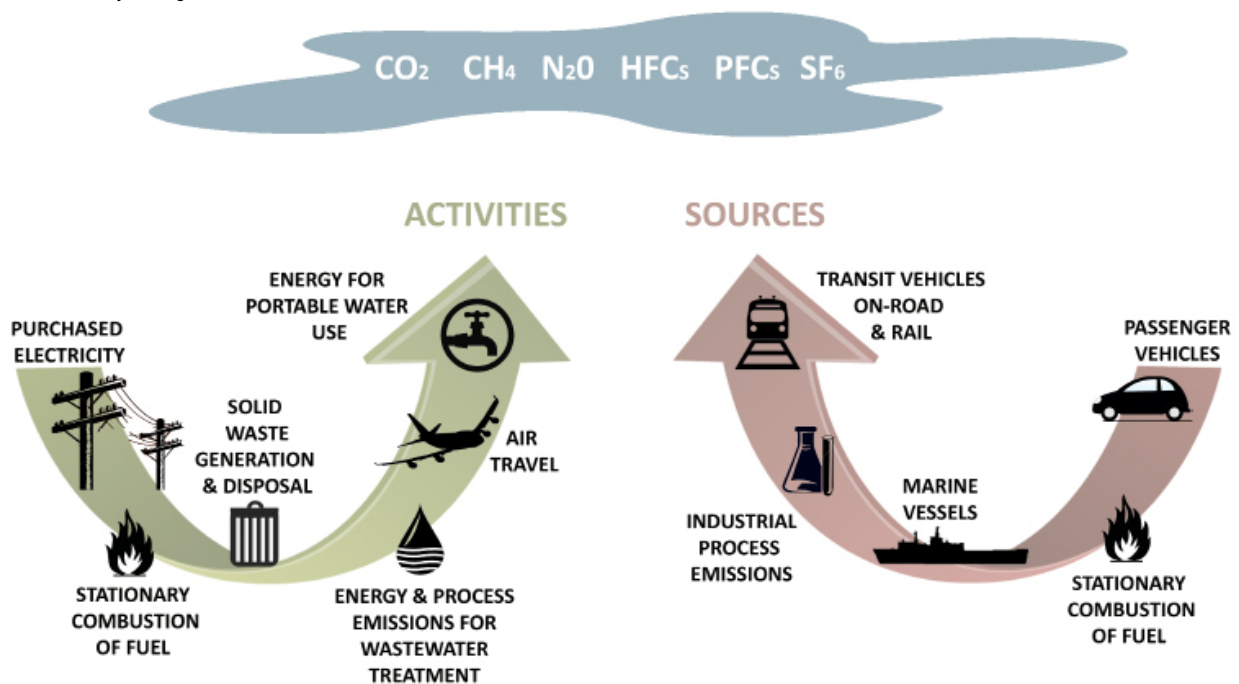 CO₂ CH₄ N₂0 HFCs PFCs SF₆
ACTIVITIES
SOURCES
ENERGY FOR
PORTABLE WATER
USE
PURCHASED
ELECTRICITY
SOLID
WASTE
GENERATION
& DISPOSAL
AIR
TRAVEL
STATIONARY
COMBUSTION
OF FUEL
ENERGY & PROCESS
EMISSIONS FOR
WASTEWATER
TREATMENT
TRANSIT VEHICLES
ON-ROAD
& RAIL
PASSENGER
VEHICLES
INDUSTRIAL
PROCESS
EMISSIONS
MARINE
VESSELS
STATIONARY
COMBUSTION
OF FUEL